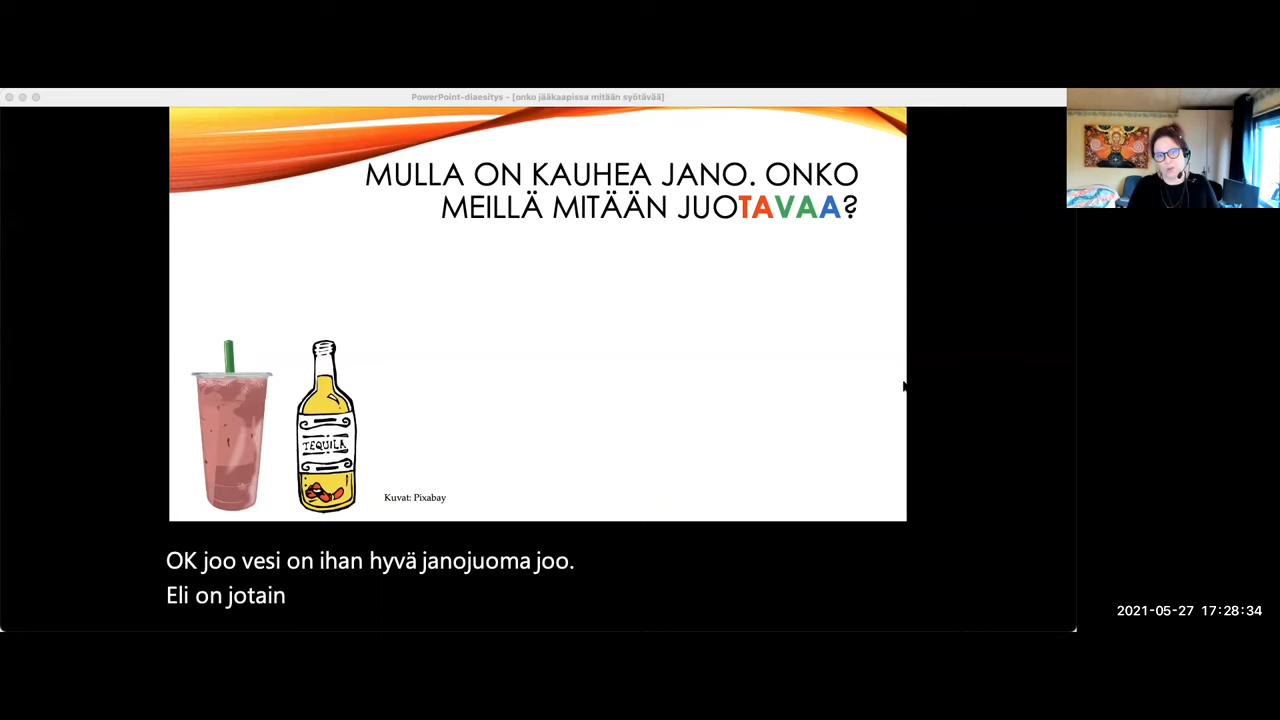 PowerPoint-diaesitys - [onko jääkaapissa mitään syötävää]
MULLA ON KAUHEA JANO. ONKO
MEILLÄ MITÄÄN JUOTAVAA?
TEQUILA
Kuvat: Pixabay
OK joo vesi on ihan hyvä janojuoma joo.
Eli on jotain
2021-05-27 17:28:34